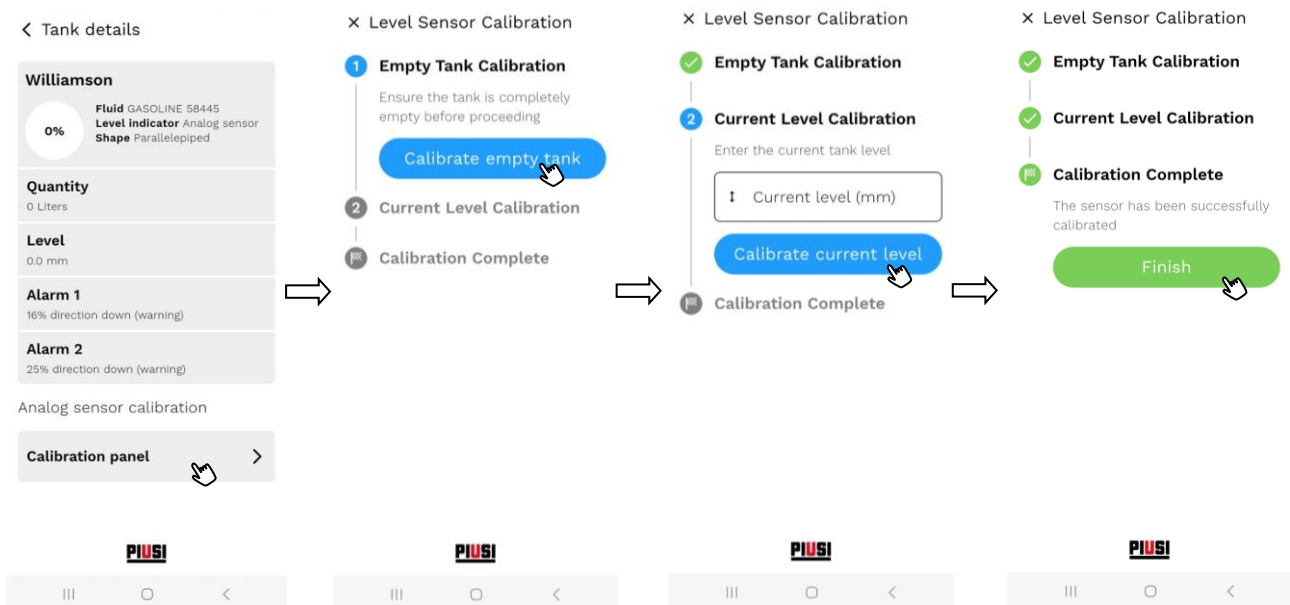 Tank details
Williamson
0%
Fluid GASOLINE 58445
Level indicator Analog sensor
Shape Parallelepiped
Quantity
0 Liters
Level
0.0 mm
Alarm 1
16% direction down (warning)
Alarm 2
25% direction down (warning)
Analog sensor calibration
Calibration panel
PIUSI
Level Sensor Calibration
1 Empty Tank Calibration
Ensure the tank is completely
empty before proceeding
Calibrate empty tank
2 Current Level Calibration
Calibration Complete
PIUSI
Level Sensor Calibration
Empty Tank Calibration
2 Current Level Calibration
Enter the current tank level
Current level (mm)
Calibrate current level
Calibration Complete
PIUSI
Level Sensor Calibration
Empty Tank Calibration
Current Level Calibration
Calibration Complete
The sensor has been successfully
calibrated
Finish
PIUSI